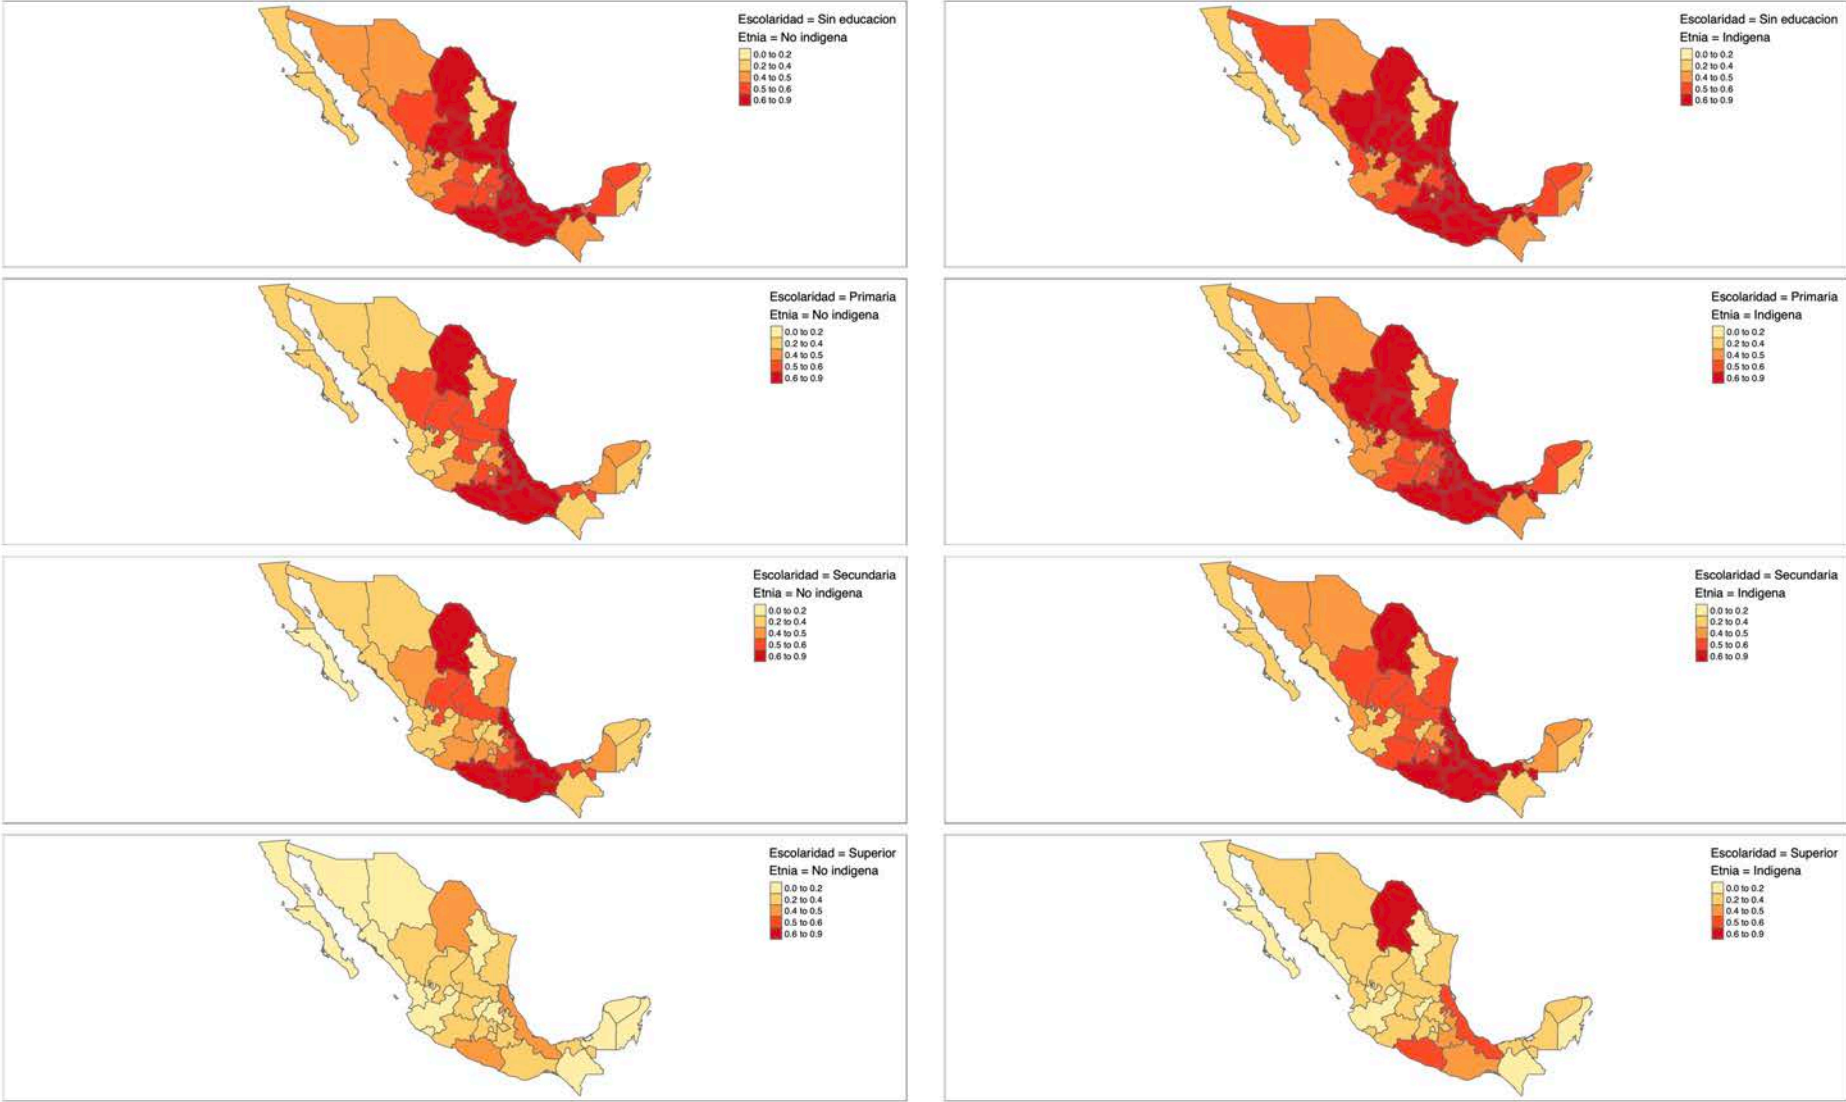 Escolaridad = Sin educacion
Etnia = No indigena
0.0 to 0.2
0.2 to 0.4
0.4 to 0.5
0.5 to 0.6
0.6 to 0.9
Escolaridad = Sin educacion
Etnia = Indigena
0.0 to 0.2
0.2 to 0.4
0.4 to 0.5
0.5 to 0.6
0.6 to 0.9
Escolaridad = Primaria
Etnia = No indigena
0.0 to 0.2
0.2 to 0.4
0.4 to 0.5
0.5 to 0.6
0.6 to 0.9
Escolaridad = Primaria
Etnia = Indigena
0.0 to 0.2
0.2 to 0.4
0.4 to 0.5
0.5 to 0.6
0.6 to 0.9
Escolaridad = Secundaria
Etnia = No indigena
0.0 to 0.2
0.2 to 0.4
0.4 to 0.5
0.5 to 0.6
0.6 to 0.9
Escolaridad = Secundaria
Etnia = Indigena
0.0 to 0.2
0.2 to 0.4
0.4 to 0.5
0.5 to 0.6
0.6 to 0.9
Escolaridad = Superior
Etnia = No indigena
0.0 to 0.2
0.2 to 0.4
0.4 to 0.5
0.5 to 0.6
0.6 to 0.9
Escolaridad = Superior
Etnia = Indigena
0.0 to 0.2
0.2 to 0.4
0.4 to 0.5
0.5 to 0.6
0.6 to 0.9